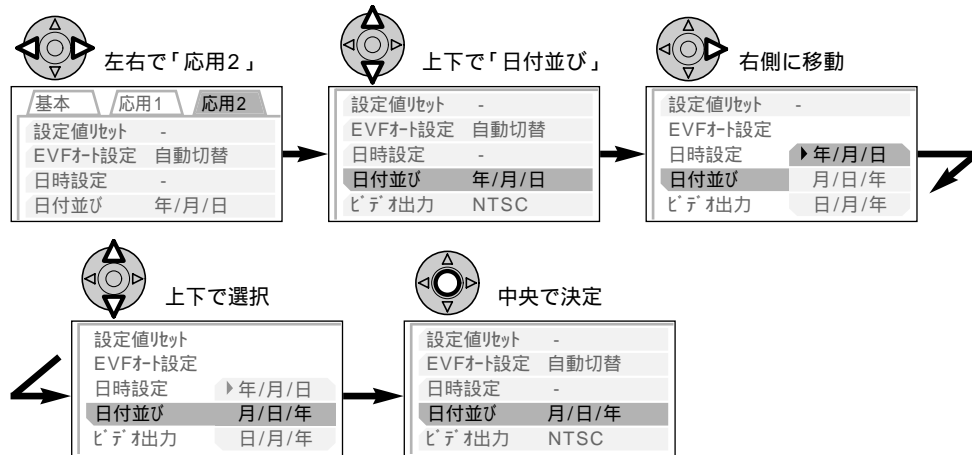 左右で「応用2」
基本 応用1 応用2
設定値ﾘｾｯﾄ -
EVFｵｰﾄ設定 自動切替
日時設定 -
日付並び 年/月/日
上下で「日付並び」
設定値ﾘｾｯﾄ -
EVFｵｰﾄ設定 自動切替
日時設定 -
日付並び 年/月/日
ﾋﾞﾃﾞｵ出力 NTSC
右側に移動
設定値ﾘｾｯﾄ -
EVFｵｰﾄ設定
日時設定 年/月/日
日付並び 月/日/年
ﾋﾞﾃﾞｵ出力 日/月/年
上下で選択
設定値ﾘｾｯﾄ
EVFｵｰﾄ設定
日時設定 年/月/日
日付並び 月/日/年
ﾋﾞﾃﾞｵ出力 日/月/年
中央で決定
設定値ﾘｾｯﾄ -
EVFｵｰﾄ設定 自動切替
日時設定 -
日付並び 月/日/年
ﾋﾞﾃﾞｵ出力 NTSC